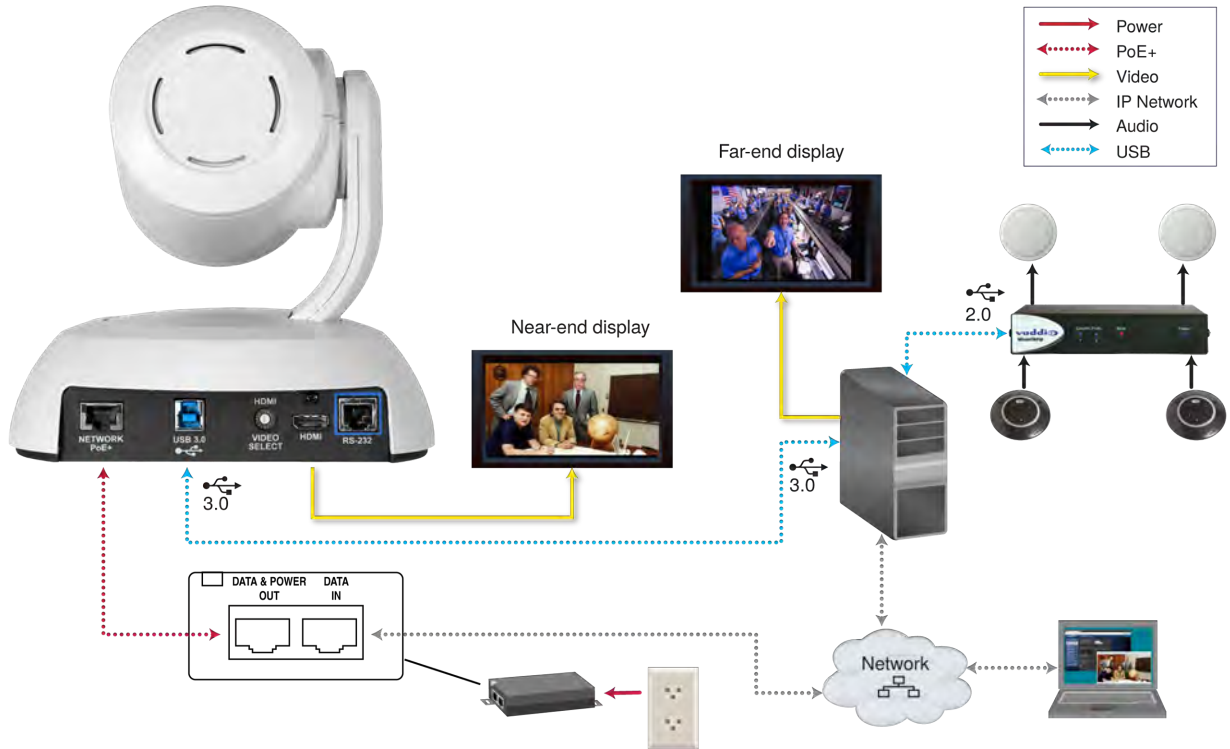 Power
PoE+
Video
IP Network
Audio
USB
Far-end display
2.0
vaddio
Near-end display
HDMI
NETWORK
PoE+
USB 3.0
VIDEO
SELECT
HDMI
RS-232
3.0
3.0
DATA & POWER
OUT
DATA
IN
Network